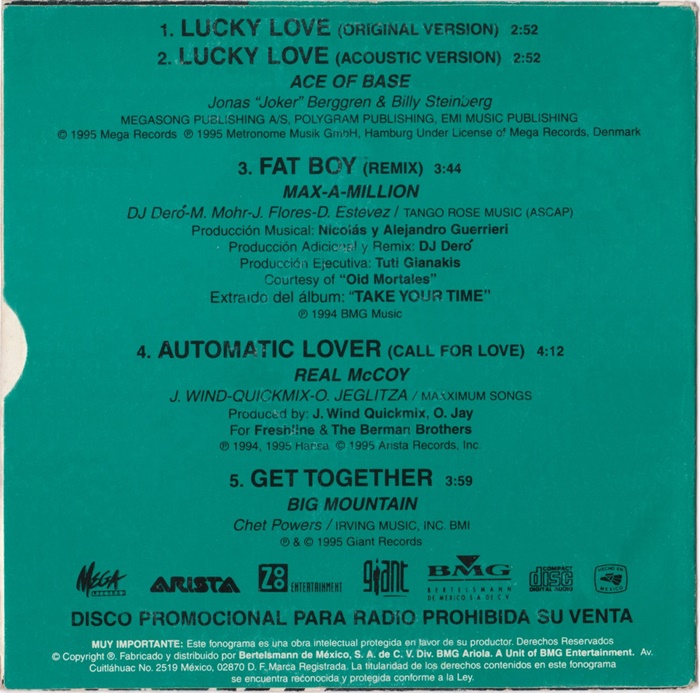 1. LUCKY LOVE (ORIGINAL VERSION) 2:52
2. LUCKY LOVE (ACOUSTIC VERSION) 2:52
ACE OF BASE
Jonas "Joker" Berggren & Billy Steinberg
MEGASONG PUBLISHING A/S, POLYGRAM PUBLISHING, EMI MUSIC PUBLISHING
© 1995 Mega Records ℗ 1995 Metronome Musik GmbH, Hamburg Under License of Mega Records, Denmark
3. FAT BOY (REMIX) 3:44
MAX-A-MILLION
DJ Deró-M. Mohr-J. Flores-D. Estevez / TANGO ROSE MUSIC (ASCAP)
Producción Musical: Nicolás y Alejandro Guerrieri
Producción Adicional y Remix: DJ Deró
Producción Ejecutiva: Tuti Gianakis
Courtesy of "Oid Mortales"
Extraido del álbum: "TAKE YOUR TIME"
℗ 1994 BMG Music
4. AUTOMATIC LOVER (CALL FOR LOVE) 4:12
REAL McCOY
J. WIND-QUICKMIX-O. JEGLITZA / MAXXIMUM SONGS
Produced by: J. Wind Quickmix, O. Jay
For Freshline & The Berman Brothers
℗ 1994, 1995 Hansa © 1995 Arista Records, Inc.
5. GET TOGETHER 3:59
BIG MOUNTAIN
Chet Powers / IRVING MUSIC, INC. BMI
℗ & © 1995 Giant Records
MEGA RECORDS ARISTA ENTERTAINMENT giant BMG BERTELSMANN DE MEXICO S.A. DE C.V. COMPACT disc DIGITAL AUDIO HECHO EN MEXICO
DISCO PROMOCIONAL PARA RADIO PROHIBIDA SU VENTA
MUY IMPORTANTE: Este fonograma es una obra intelectual protegida en favor de su productor. Derechos Reservados
© Copyright ℗. Fabricado y distribuido por Bertelsmann de México, S. A. de C. V. Div. BMG Ariola. A Unit of BMG Entertainment. Av.
Cuitláhuac No. 2519 México, 02870 D. F. Marca Registrada. La titularidad de los derechos contenidos en este fonograma
se encuentra reconocida y protegida conforme a la Ley.